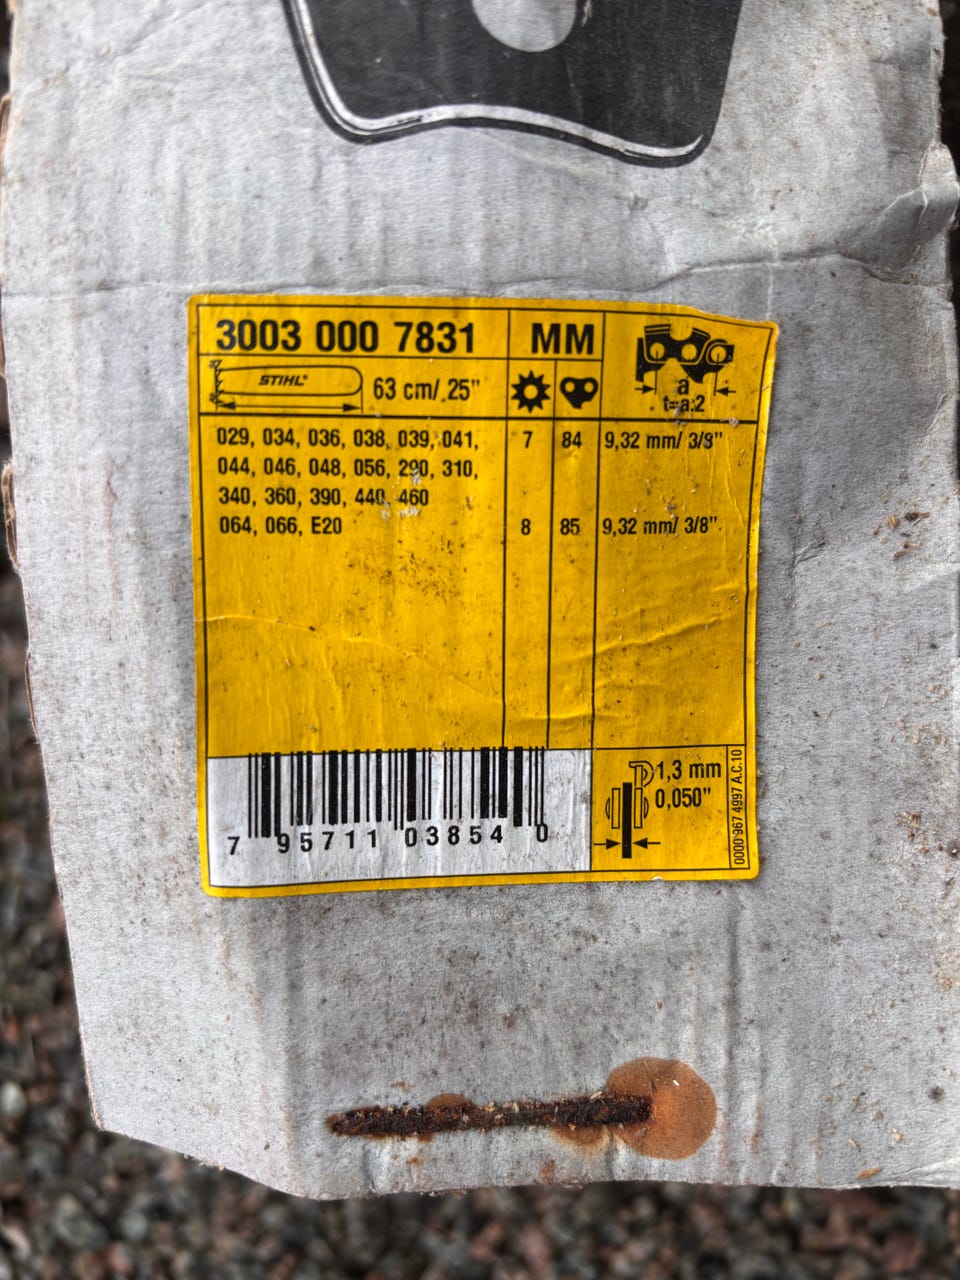 3003 000 7831 MM
STIHL® 63 cm/ 25"
a
t=a:2
029, 034, 036, 038, 039, 041, 7 84 9,32 mm/ 3/8"
044, 046, 048, 056, 290, 310,
340, 360, 390, 440, 460
064, 066, E20 8 85 9,32 mm/ 3/8"
1,3 mm
0,050"
0000 967 4997 A.C.10
7 95711 03854 0